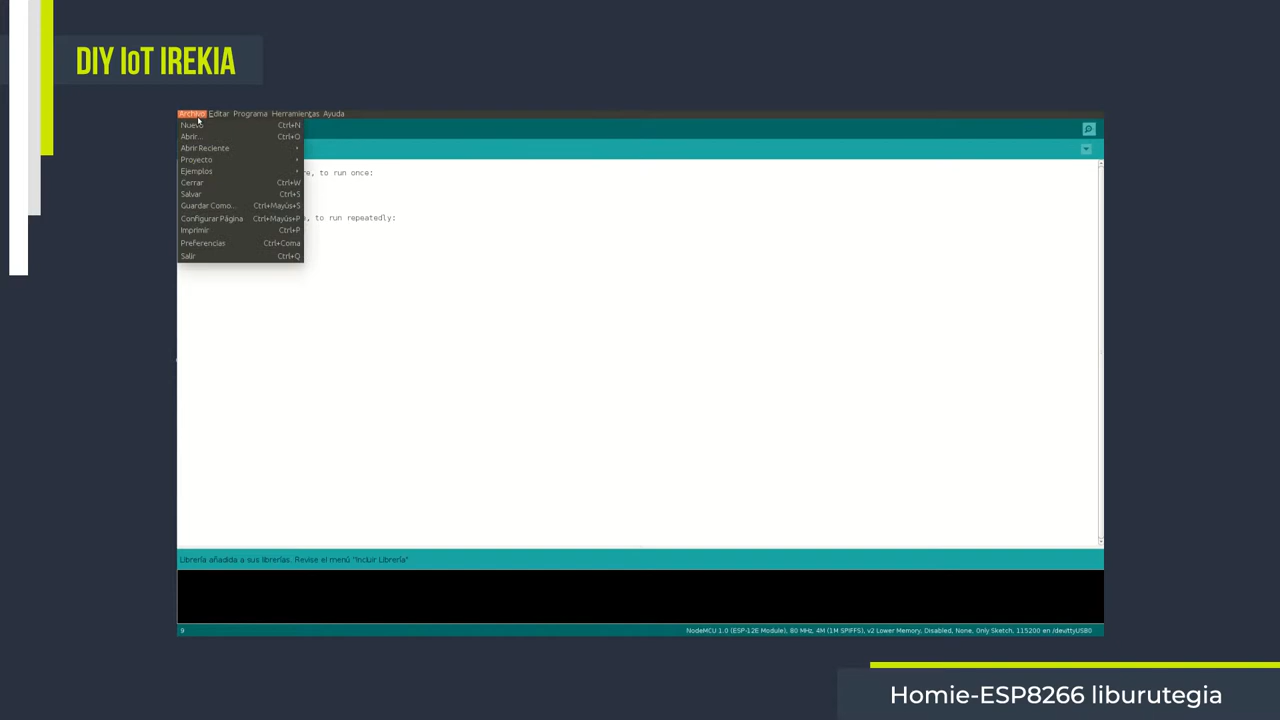 DIY IoT IREKIA
Archivo Editar Programa Herramientas Ayuda
Nuevo Ctrl+N
Abrir... Ctrl+O
Abrir Reciente
Proyecto
Ejemplos
Cerrar Ctrl+W
Salvar Ctrl+S
Guardar Como... Ctrl+Mayús+S
Configurar Página Ctrl+Mayús+P
Imprimir Ctrl+P
Preferencias Ctrl+Coma
Salir Ctrl+Q
re, to run once:
, to run repeatedly:
Librería añadida a sus librerías. Revise el menú "Incluir Librería"
9 NodeMCU 1.0 (ESP-12E Module), 80 MHz, 4M (1M SPIFFS), v2 Lower Memory, Disabled, None, Only Sketch, 115200 en /dev/ttyUSB0
Homie-ESP8266 liburutegia